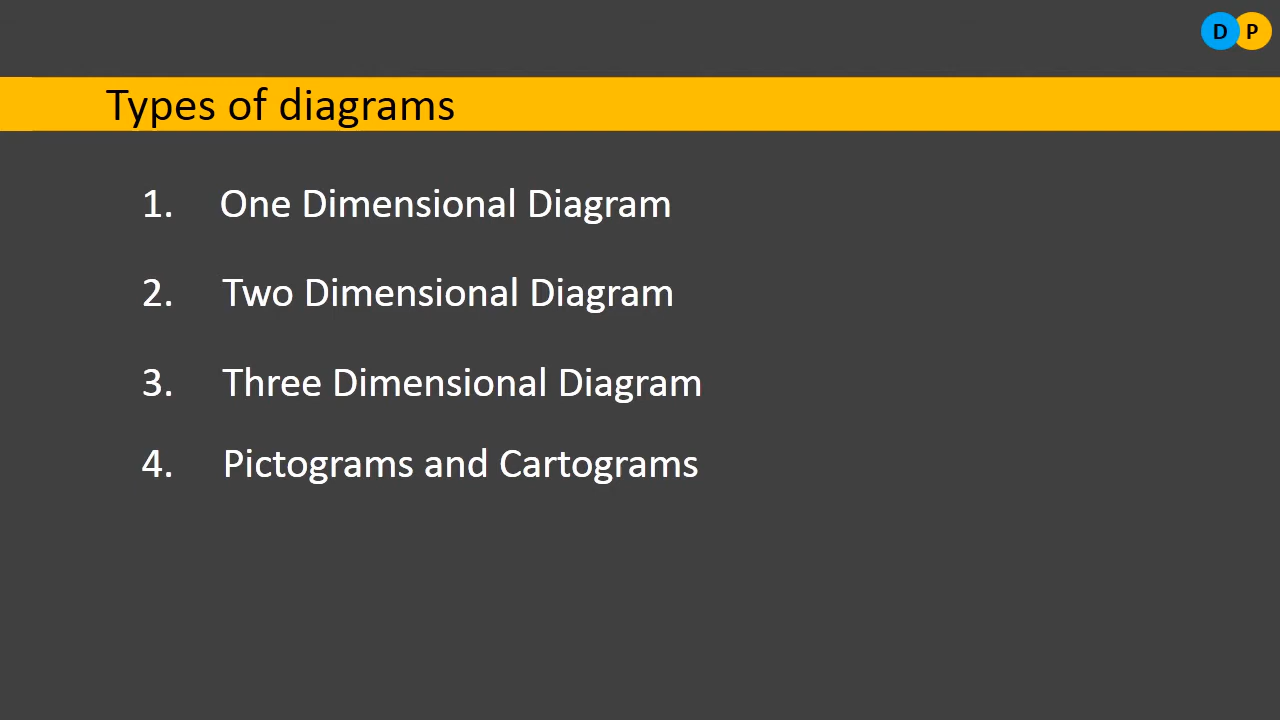 D P
Types of diagrams
1. One Dimensional Diagram
2. Two Dimensional Diagram
3. Three Dimensional Diagram
4. Pictograms and Cartograms